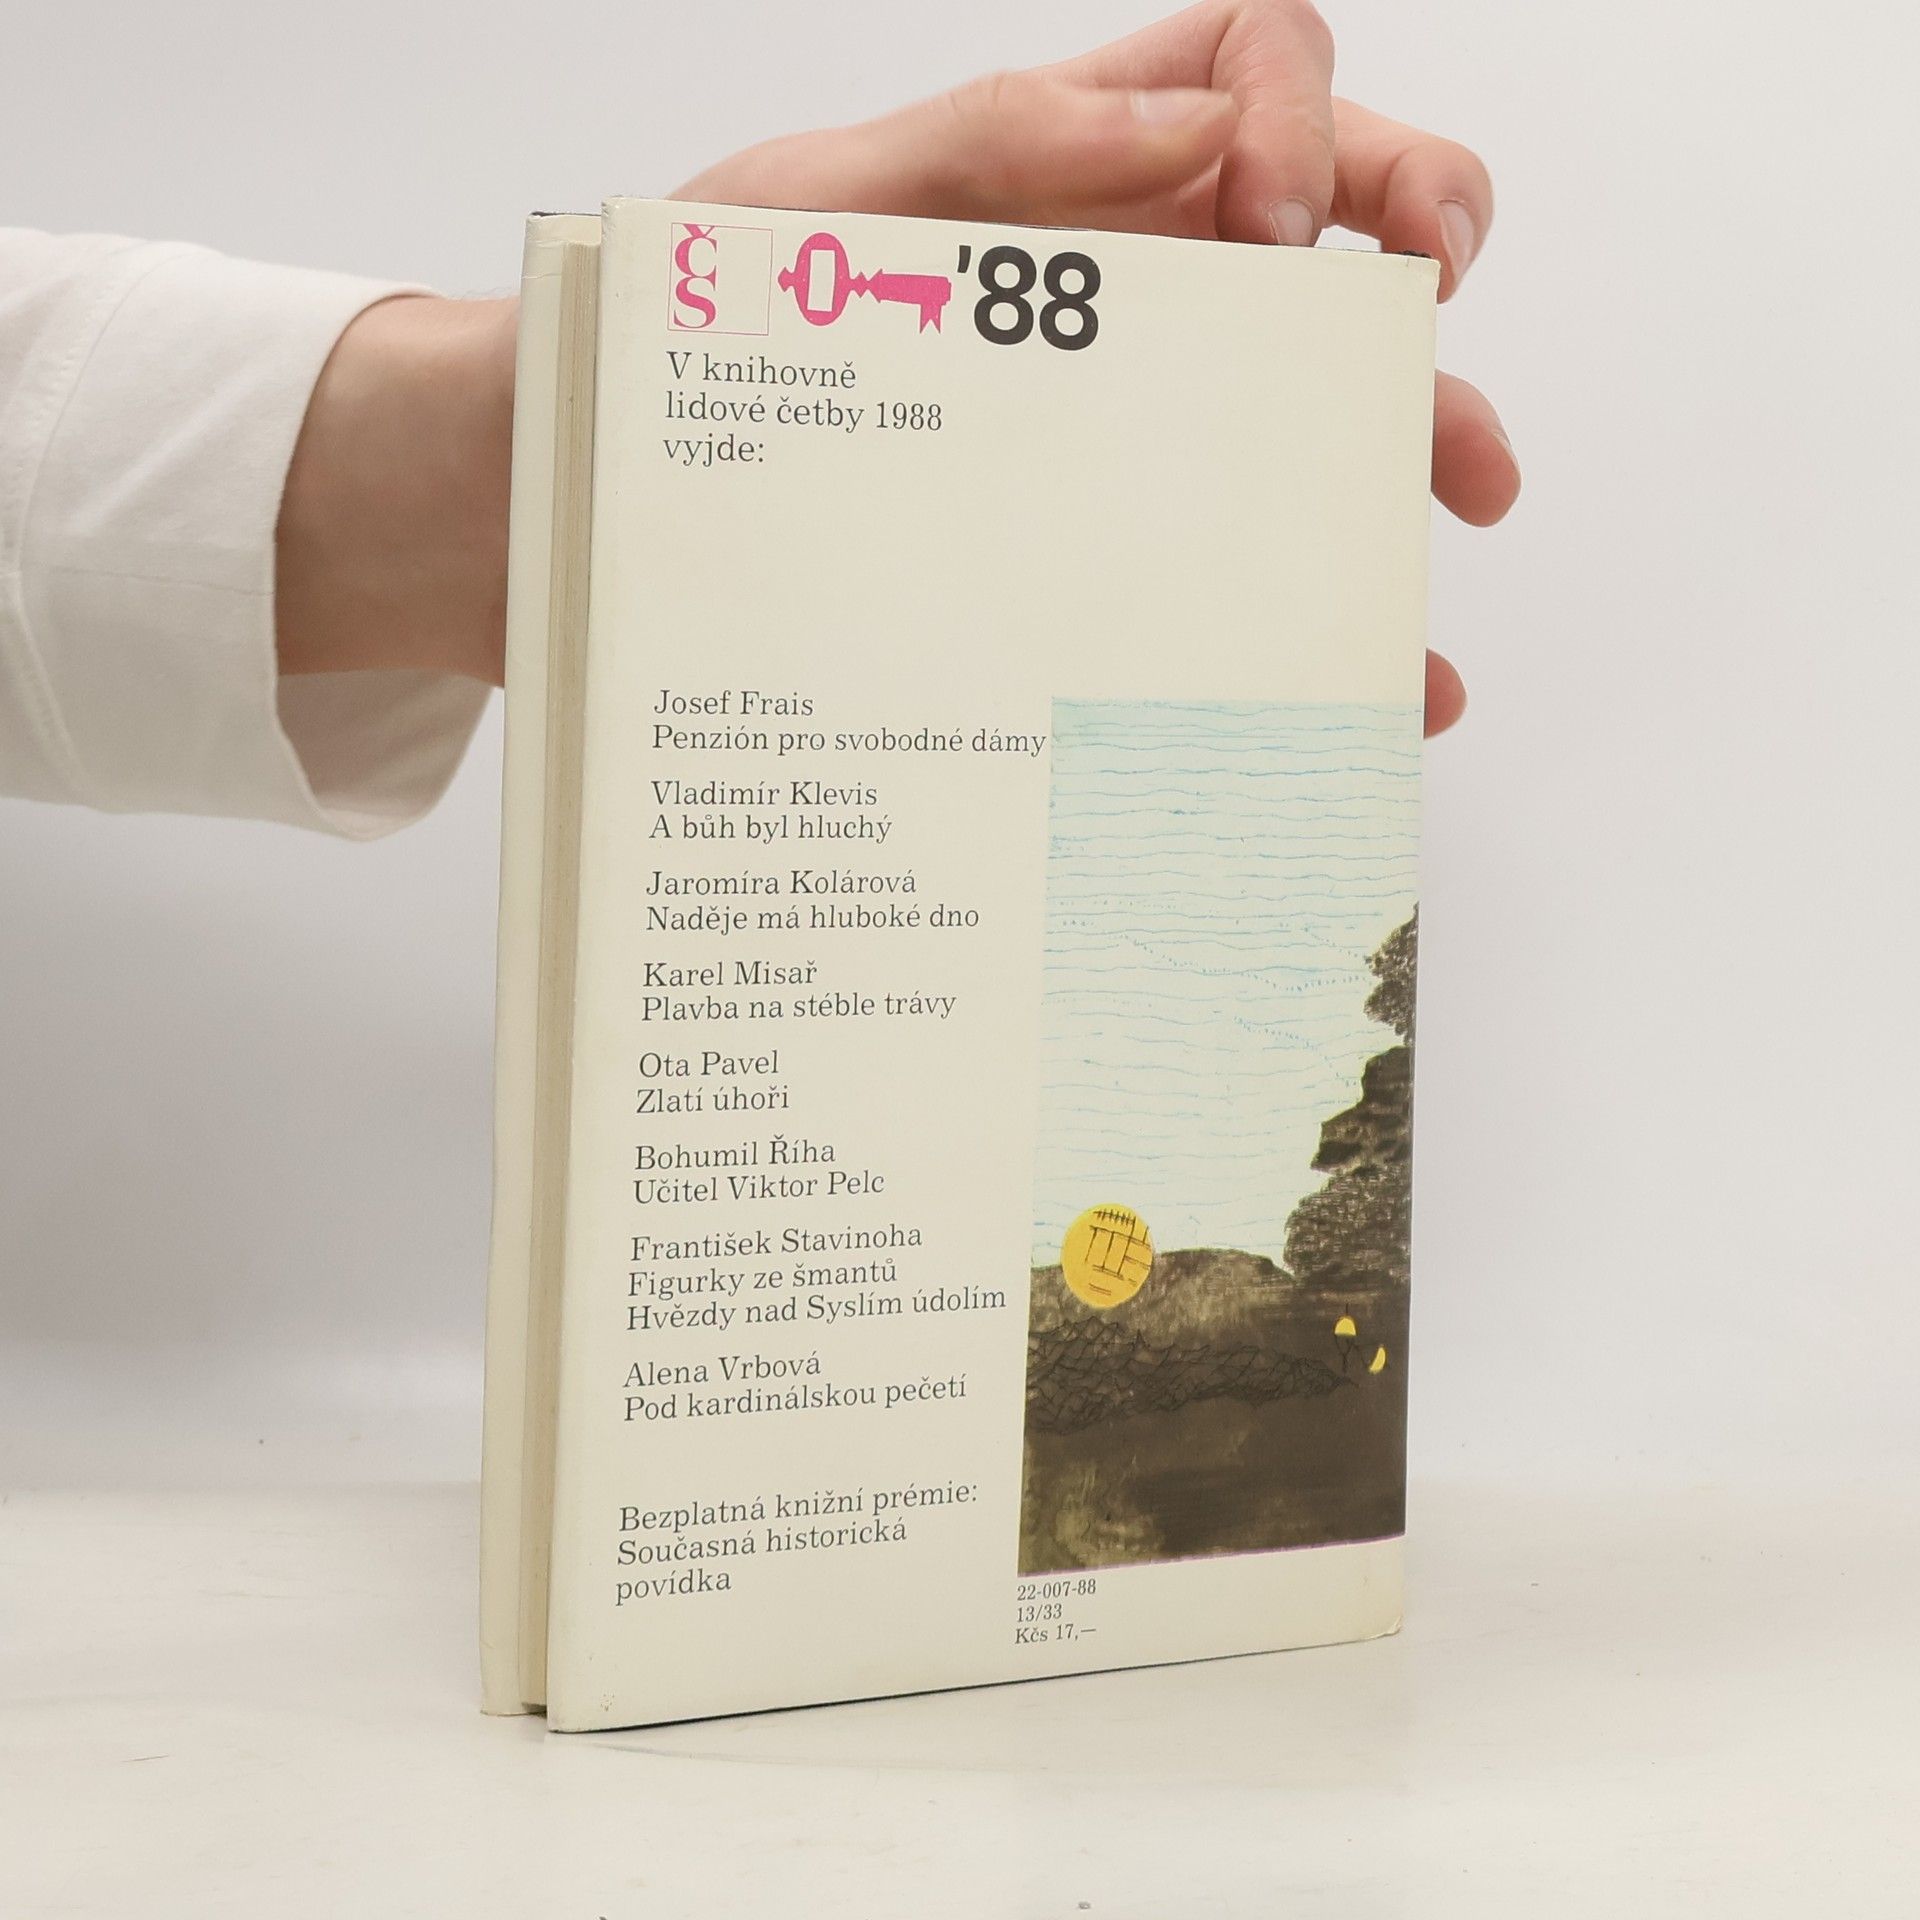 ČS
'88
V knihovně
lidové četby 1988
vyjde:
Josef Frais
Penzión pro svobodné dámy
Vladimír Klevis
A bůh byl hluchý
Jaromíra Kolárová
Naděje má hluboké dno
Karel Misař
Plavba na stéble trávy
Ota Pavel
Zlatí úhoři
Bohumil Říha
Učitel Viktor Pelc
František Stavinoha
Figurky ze šmantů
Hvězdy nad Syslím údolím
Alena Vrbová
Pod kardinálskou pečetí
Bezplatná knižní prémie:
Současná historická
povídka
22-007-88
13/33
Kčs 17,—